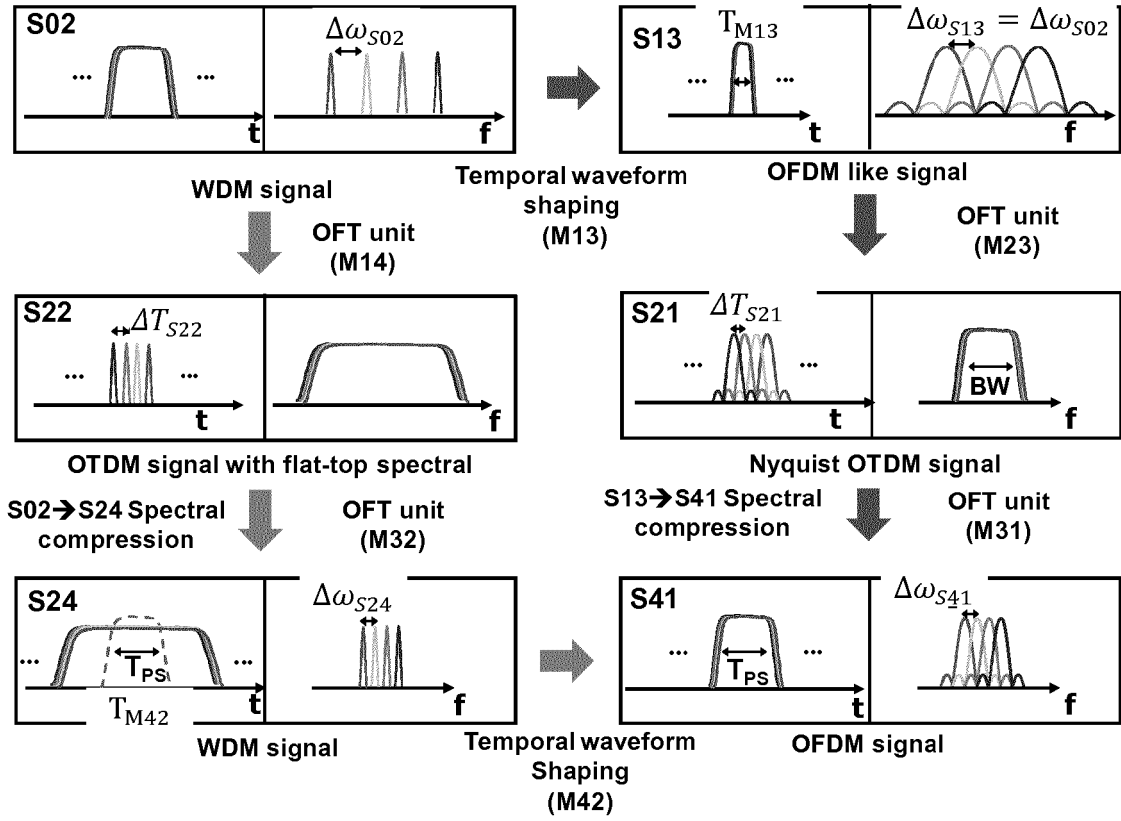 S02
Δω_S02
...
...
t
f
WDM signal
Temporal waveform
shaping
(M13)
S13
T_M13
Δω_S13 = Δω_S02
...
...
t
f
OFDM like signal
OFT unit
(M14)
OFT unit
(M23)
S22
ΔT_S22
...
...
t
f
OTDM signal with flat-top spectral
S21
ΔT_S21
...
...
BW
t
f
Nyquist OTDM signal
S02➔S24 Spectral
compression
OFT unit
(M32)
S13➔S41 Spectral
compression
OFT unit
(M31)
S24
Δω_S24
...
...
T_PS
T_M42
t
f
WDM signal
Temporal waveform
Shaping
(M42)
S41
Δω_S41
...
...
T_PS
t
f
OFDM signal